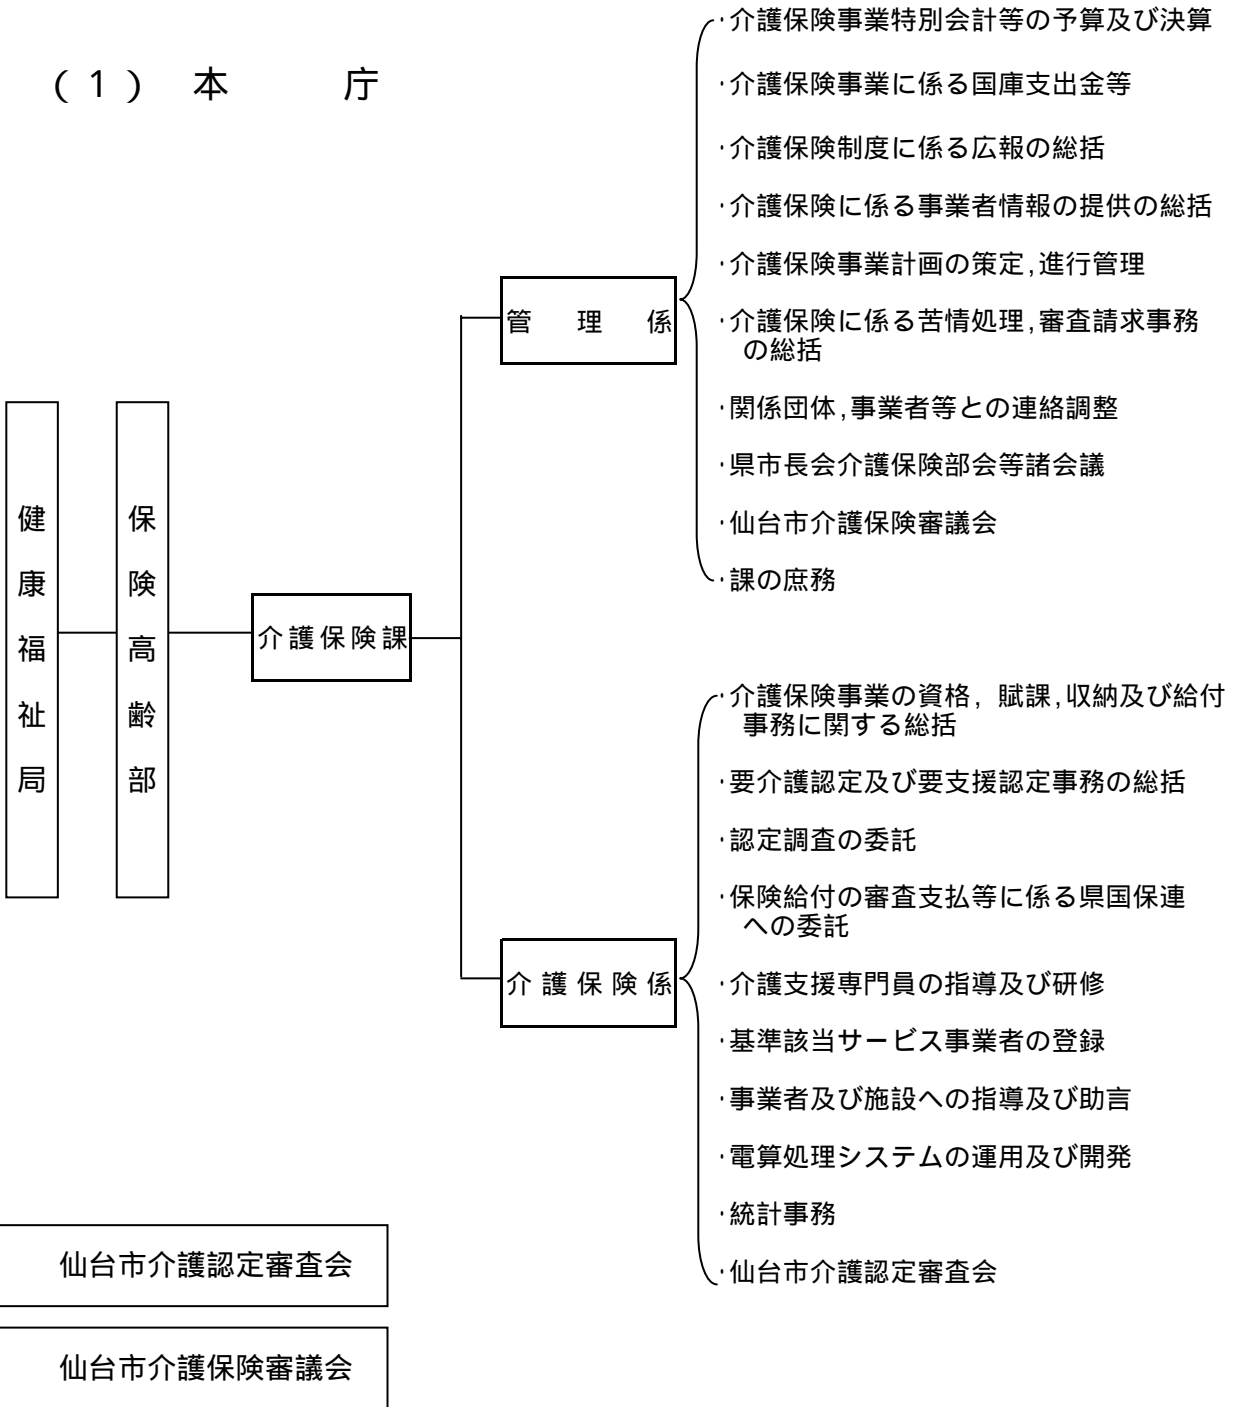 (1) 本 庁
健康福祉局
保険高齢部
介護保険課
管理係
・介護保険事業特別会計等の予算及び決算
・介護保険事業に係る国庫支出金等
・介護保険制度に係る広報の総括
・介護保険に係る事業者情報の提供の総括
・介護保険事業計画の策定,進行管理
・介護保険に係る苦情処理,審査請求事務
の総括
・関係団体,事業者等との連絡調整
・県市長会介護保険部会等諸会議
・仙台市介護保険審議会
・課の庶務
介護保険係
・介護保険事業の資格, 賦課,収納及び給付
事務に関する総括
・要介護認定及び要支援認定事務の総括
・認定調査の委託
・保険給付の審査支払等に係る県国保連
への委託
・介護支援専門員の指導及び研修
・基準該当サービス事業者の登録
・事業者及び施設への指導及び助言
・電算処理システムの運用及び開発
・統計事務
・仙台市介護認定審査会
仙台市介護認定審査会
仙台市介護保険審議会